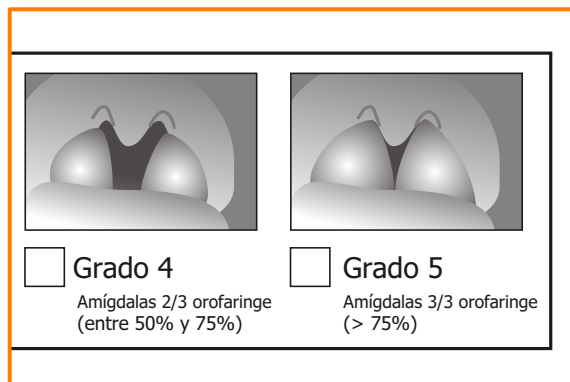 Grado 4
Amígdalas 2/3 orofaringe
(entre 50% y 75%)
Grado 5
Amígdalas 3/3 orofaringe
(> 75%)